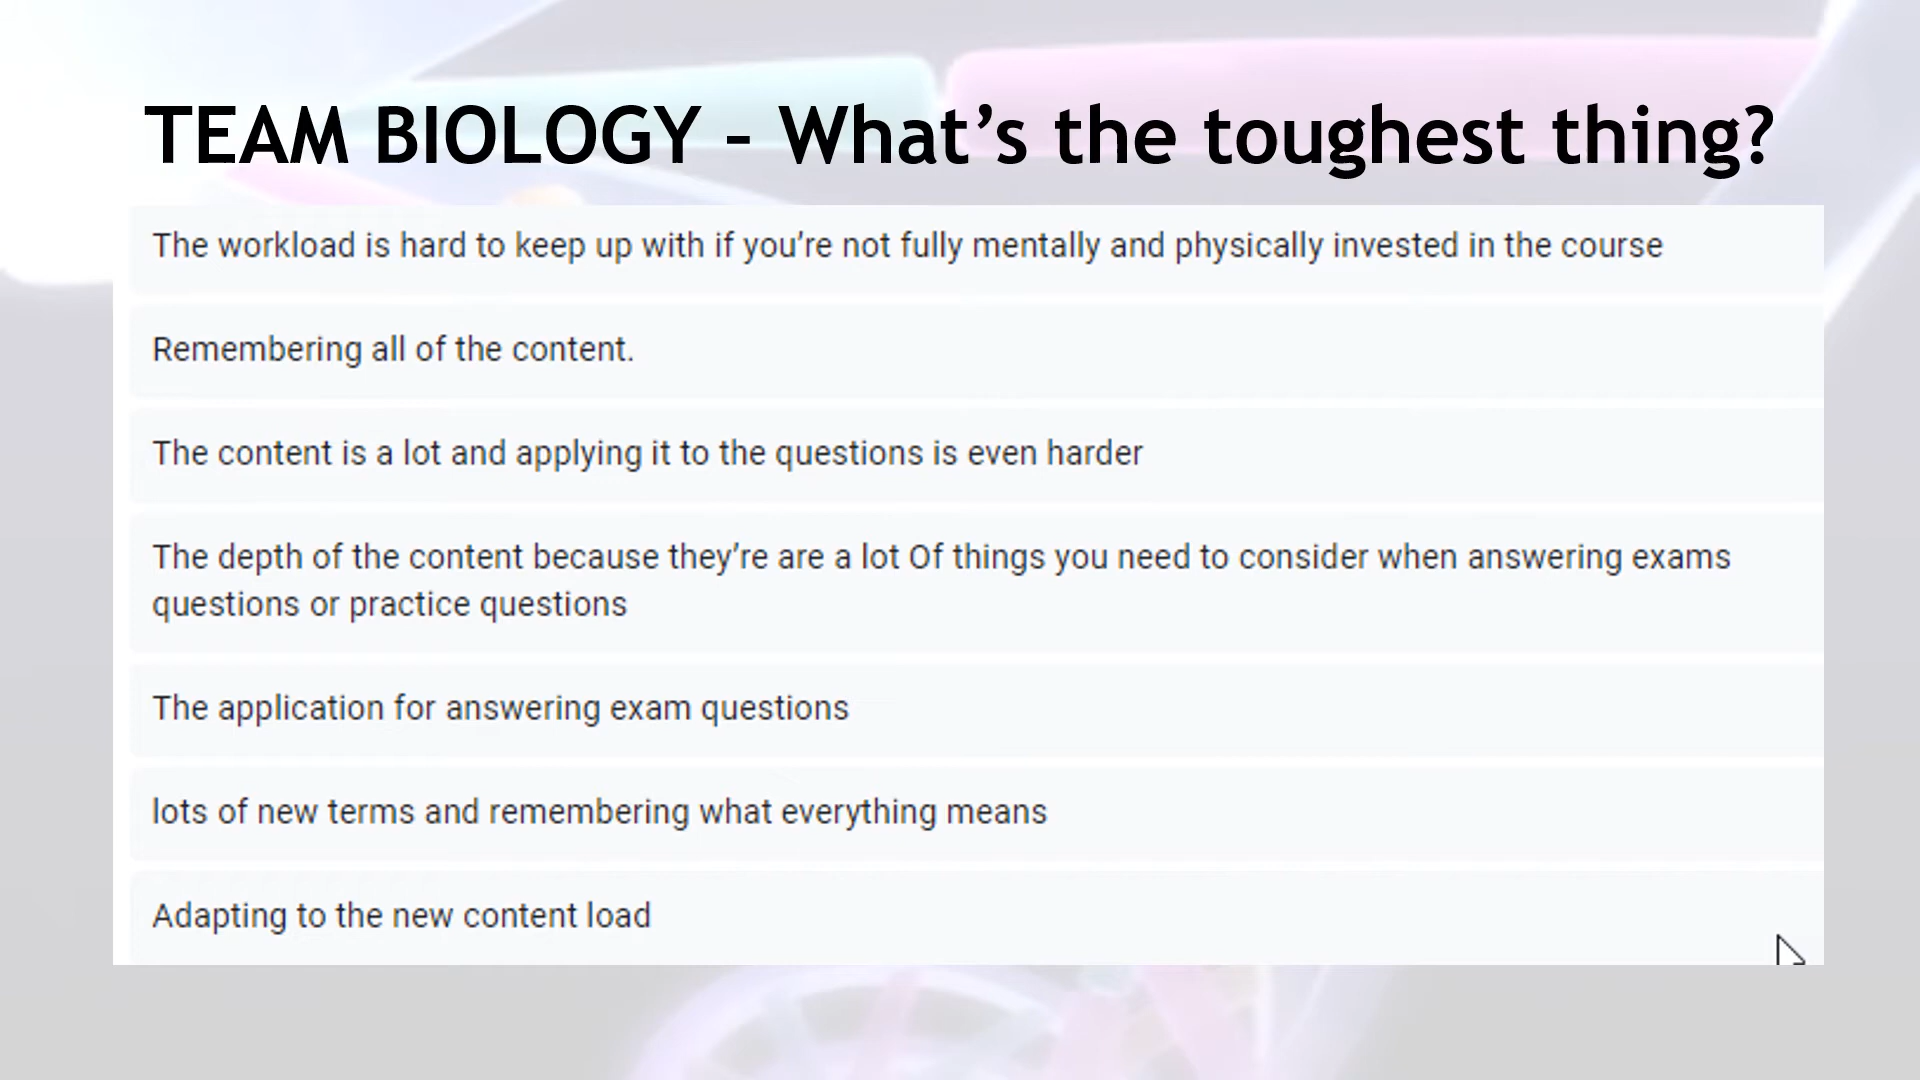 TEAM BIOLOGY – What’s the toughest thing?
The workload is hard to keep up with if you’re not fully mentally and physically invested in the course
Remembering all of the content.
The content is a lot and applying it to the questions is even harder
The depth of the content because they’re are a lot Of things you need to consider when answering exams
questions or practice questions
The application for answering exam questions
lots of new terms and remembering what everything means
Adapting to the new content load